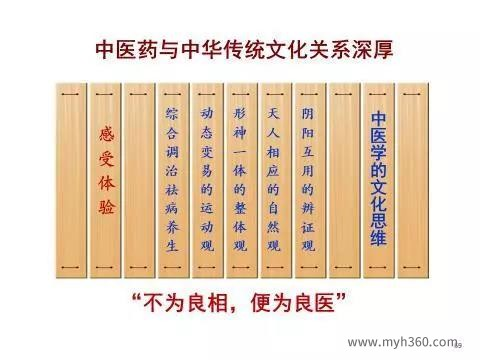 中医药与中华传统文化关系深厚
中医学的文化思维
阴阳互用的辨证观
天人相应的自然观
形神一体的整体观
动态变易的运动观
综合调治祛病养生
感受体验
“不为良相，便为良医”
www.myh360.com